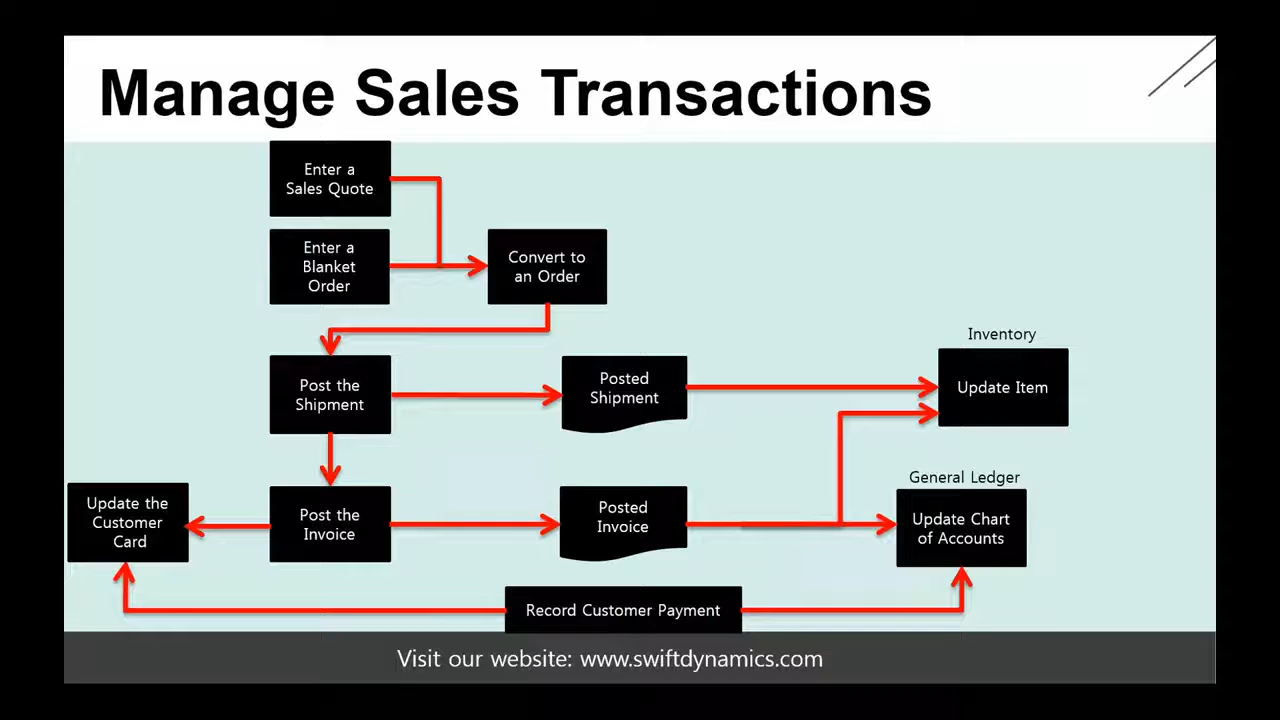 Manage Sales Transactions
Enter a
Sales Quote
Enter a
Blanket
Order
Convert to
an Order
Inventory
Post the
Shipment
Posted
Shipment
Update Item
General Ledger
Update the
Customer
Card
Post the
Invoice
Posted
Invoice
Update Chart
of Accounts
Record Customer Payment
Visit our website: www.swiftdynamics.com